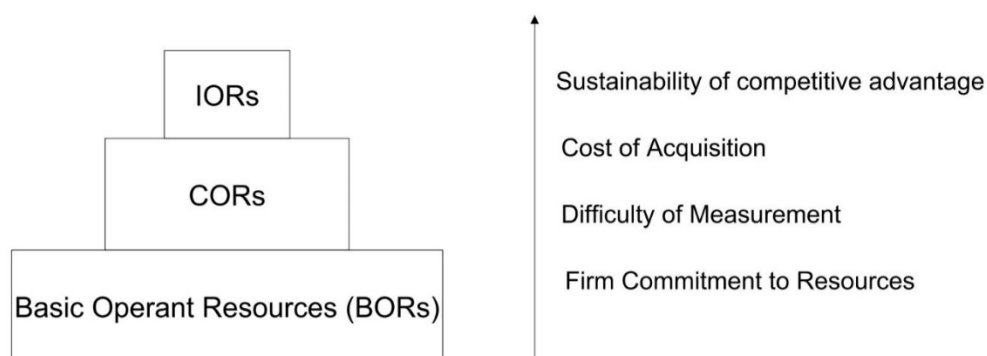 IORs
CORs
Basic Operant Resources (BORs)
Sustainability of competitive advantage
Cost of Acquisition
Difficulty of Measurement
Firm Commitment to Resources